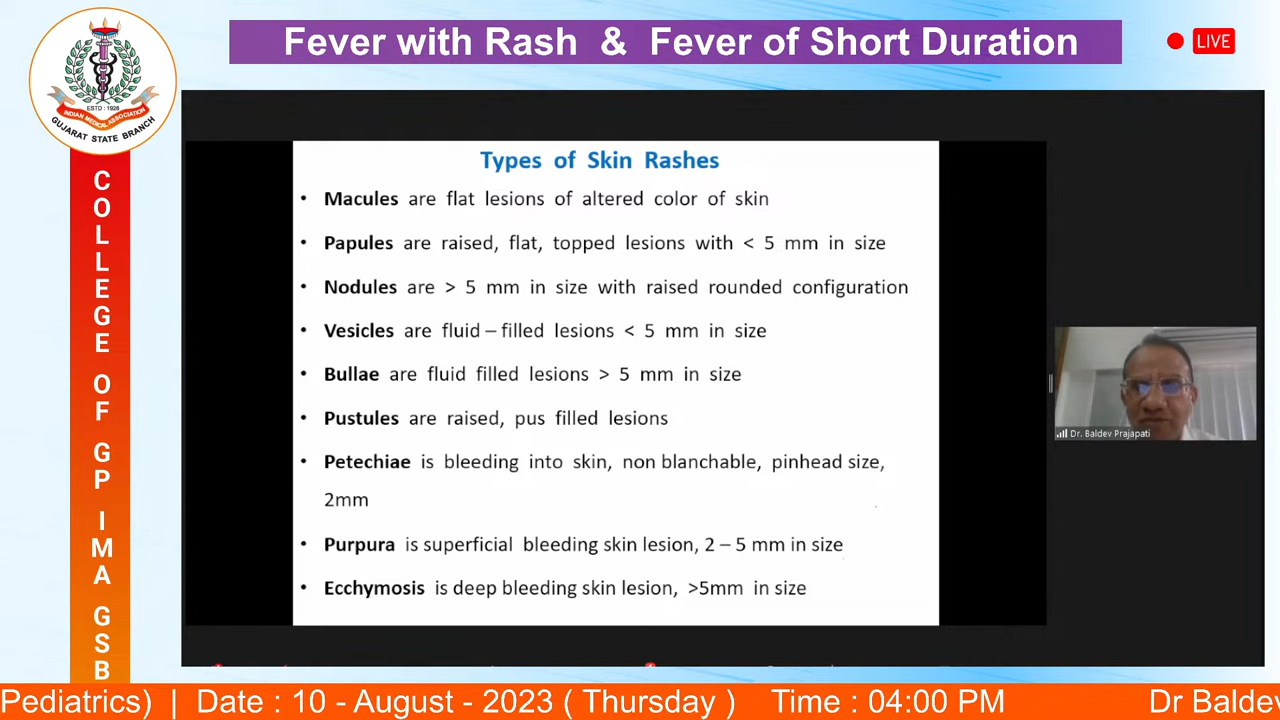 Fever with Rash & Fever of Short Duration
LIVE
ESTD : 1928
INDIAN MEDICAL ASSOCIATION
GUJARAT STATE BRANCH
COLLEGE OF GP IMA GSB
Types of Skin Rashes
• Macules are flat lesions of altered color of skin
• Papules are raised, flat, topped lesions with < 5 mm in size
• Nodules are > 5 mm in size with raised rounded configuration
• Vesicles are fluid – filled lesions < 5 mm in size
• Bullae are fluid filled lesions > 5 mm in size
• Pustules are raised, pus filled lesions
• Petechiae is bleeding into skin, non blanchable, pinhead size,
2mm
• Purpura is superficial bleeding skin lesion, 2 – 5 mm in size
• Ecchymosis is deep bleeding skin lesion, >5mm in size
Dr. Baldev Prajapati
Pediatrics) | Date : 10 - August - 2023 ( Thursday ) Time : 04:00 PM Dr Baldev